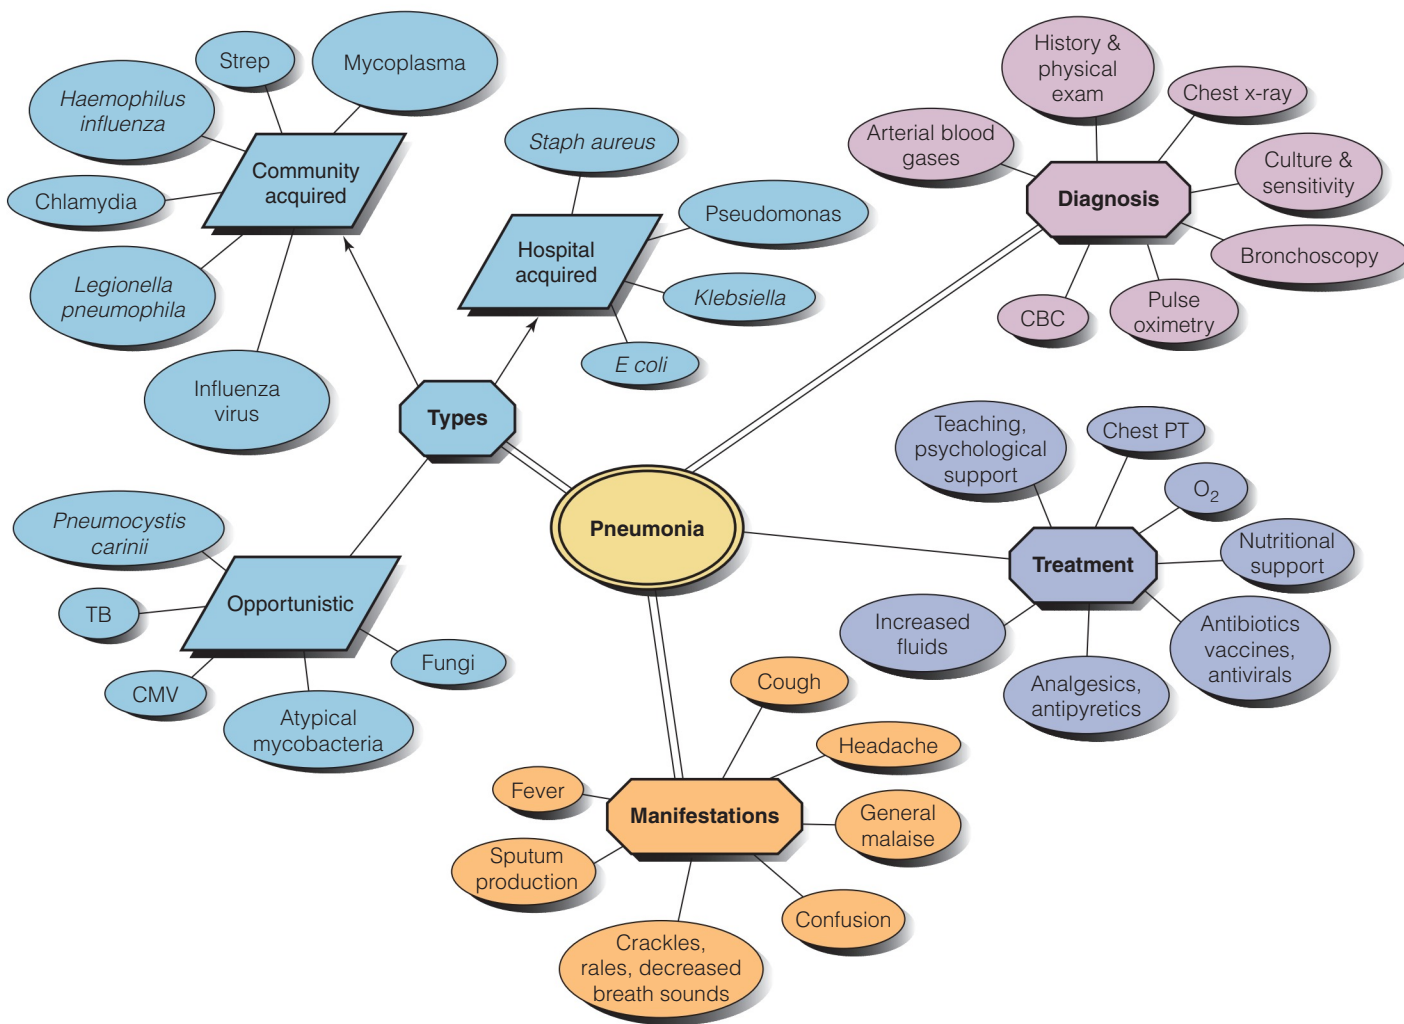 Strep
Mycoplasma
Haemophilus
influenza
Community
acquired
Chlamydia
Legionella
pneumophila
Influenza
virus
Staph aureus
Hospital
acquired
Pseudomonas
Klebsiella
E coli
Types
Pneumocystis
carinii
TB
Opportunistic
CMV
Atypical
mycobacteria
Fungi
Pneumonia
History &
physical
exam
Chest x-ray
Arterial blood
gases
Diagnosis
Culture &
sensitivity
Bronchoscopy
CBC
Pulse
oximetry
Teaching,
psychological
support
Chest PT
O₂
Treatment
Nutritional
support
Increased
fluids
Antibiotics
vaccines,
antivirals
Analgesics,
antipyretics
Cough
Headache
Fever
Manifestations
General
malaise
Sputum
production
Confusion
Crackles,
rales, decreased
breath sounds